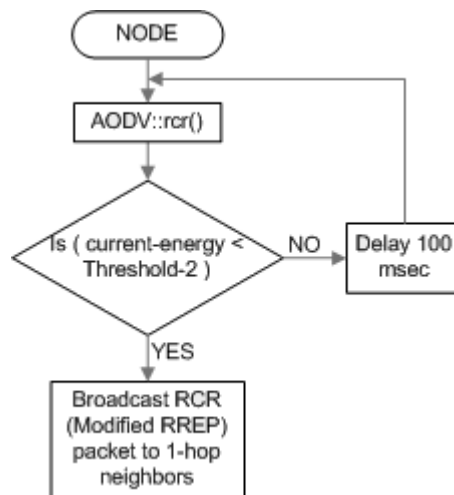 NODE
AODV::rcr()
Is ( current-energy <
Threshold-2 )
NO
Delay 100
msec
YES
Broadcast RCR
(Modified RREP)
packet to 1-hop
neighbors